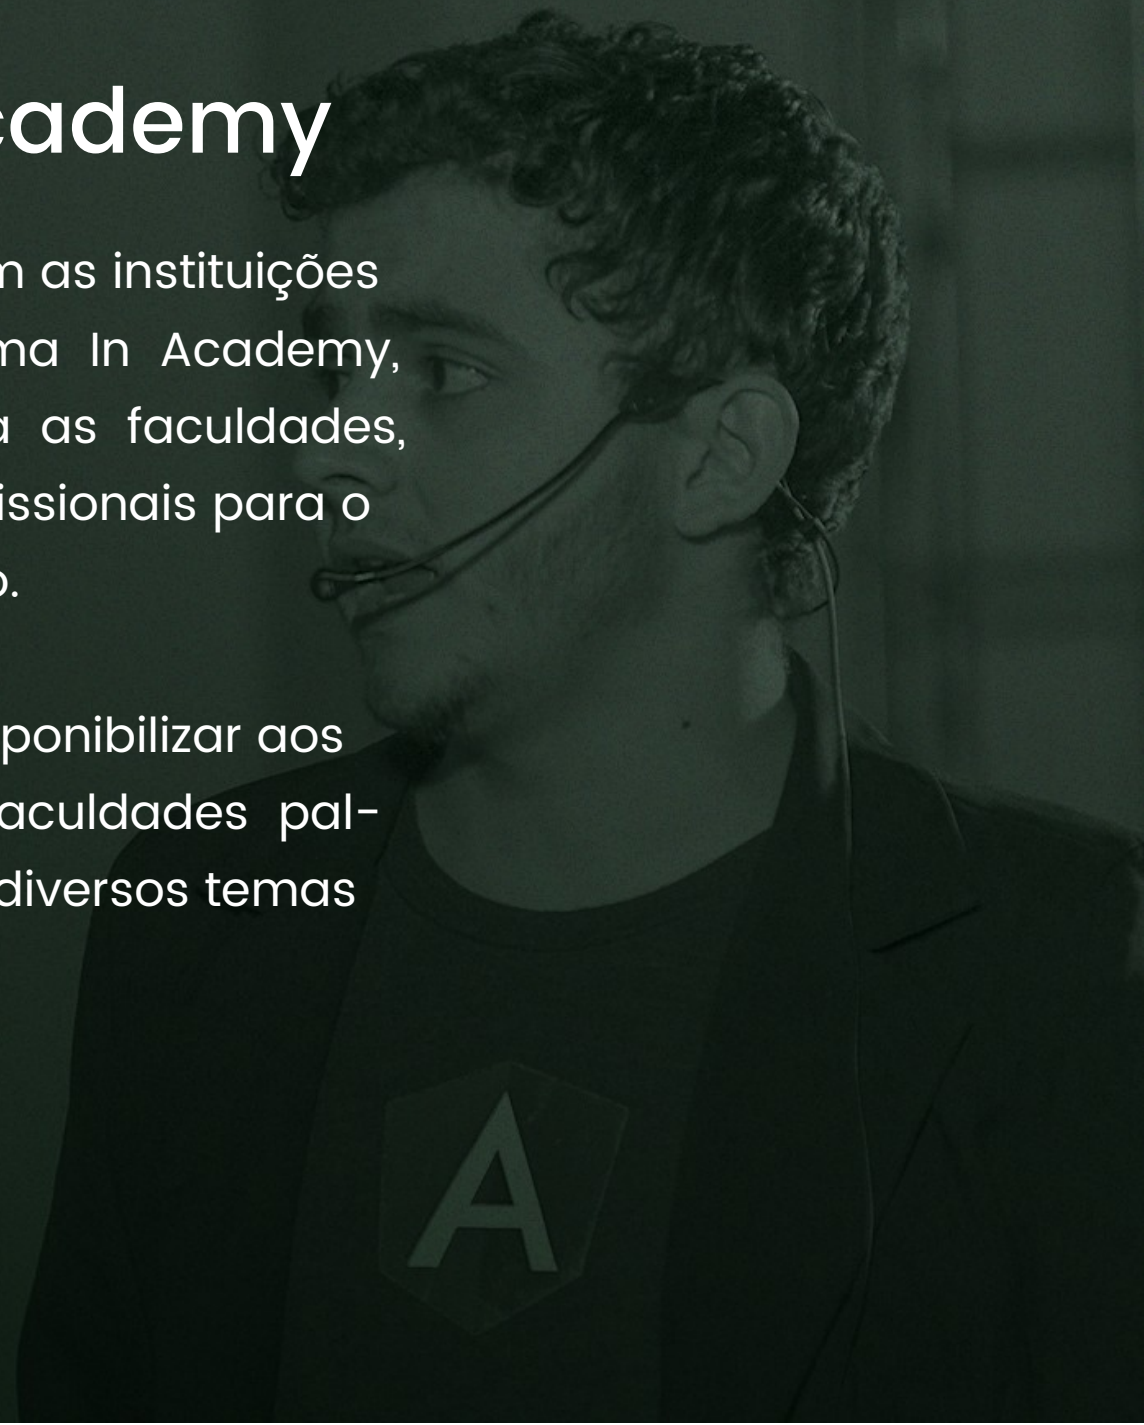 cademy
m as instituições
ma In Academy,
a as faculdades,
issionais para o
o.
ponibilizar aos
aculdades pal-
diversos temas
A